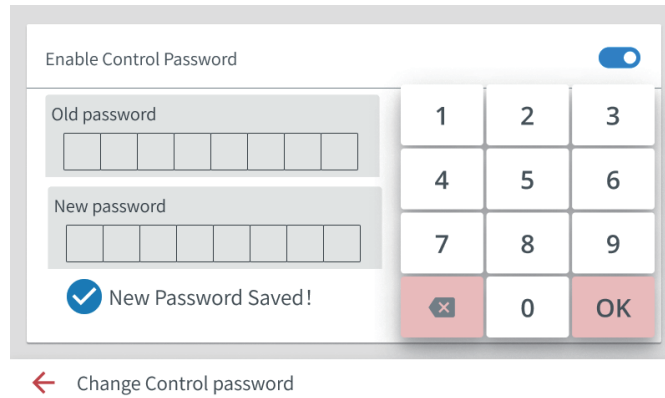 Enable Control Password
Old password
New password
New Password Saved!
1 2 3
4 5 6
7 8 9
0 OK
Change Control password